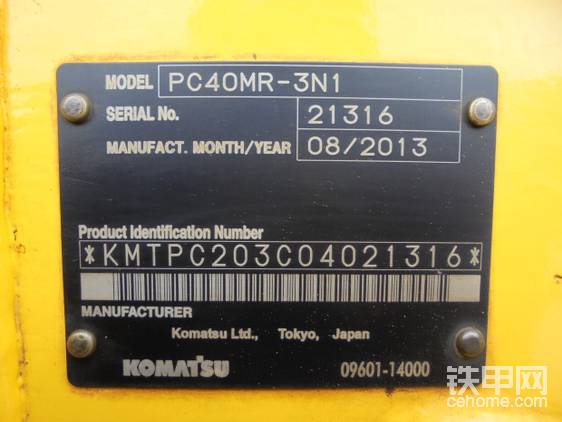 MODEL PC40MR-3N1
SERIAL No. 21316
MANUFACT. MONTH/YEAR 08/2013
Product Identification Number
*KMTPC203C04021316*
MANUFACTURER
Komatsu Ltd., Tokyo, Japan
KOMATSU 09601-14000
铁甲网
cehome.com